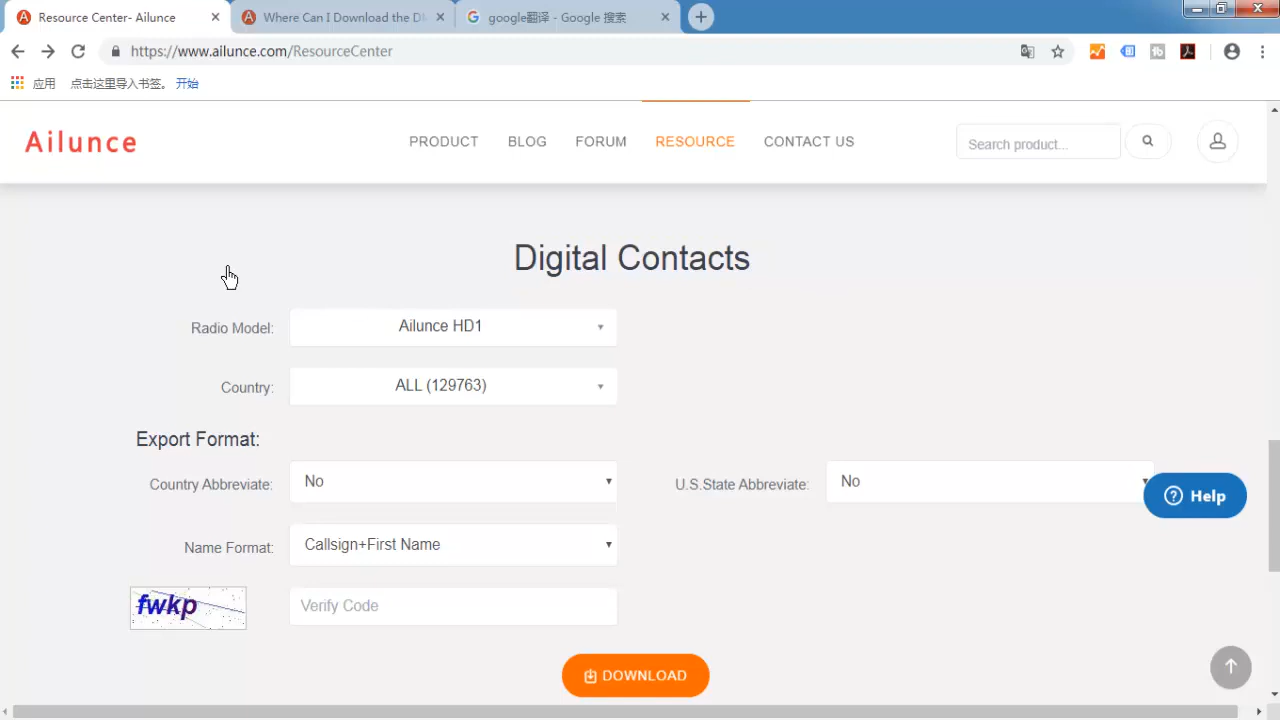 Resource Center- Ailunce
Where Can I Download the DM
google翻译 - Google 搜索
https://www.ailunce.com/ResourceCenter
应用
点击这里导入书签。 开始
Ailunce
PRODUCT
BLOG
FORUM
RESOURCE
CONTACT US
Search product...
Digital Contacts
Radio Model:
Ailunce HD1
Country:
ALL (129763)
Export Format:
Country Abbreviate:
No
U.S.State Abbreviate:
No
Help
Name Format:
Callsign+First Name
fwkp
Verify Code
DOWNLOAD